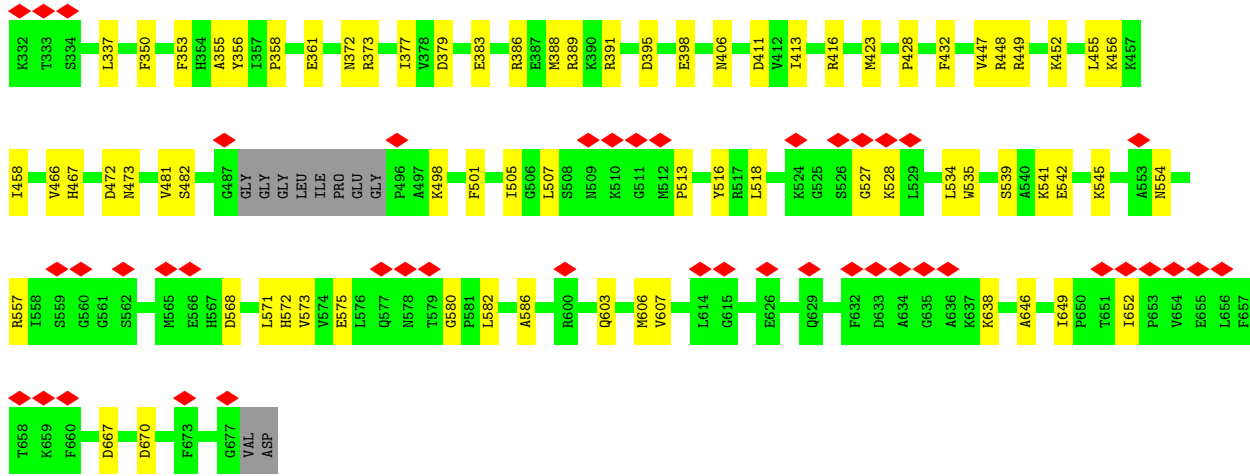 K332 T333 S334 L337 F350 F353 H354 A355 Y356 I357 P358 E361 N372 R373 I377 V378 D379 E383 R386 E387 M388 R389 K390 R391 D395 E398 N406 D411 V412 I413 R416 M423 P428 F432 V447 R448 R449 K452 L455 K456 K457
I458 V466 H467 D472 N473 V481 S482 G487 GLY GLY GLY LEU ILE PRO GLU GLY P496 A497 K498 F501 I505 G506 L507 S508 N509 K510 G511 M512 P513 Y516 R517 L518 K524 G525 S526 G527 K528 L529 L534 W535 S539 A540 K541 E542 K545 A553 N554
R557 I558 S559 G560 G561 S562 M565 E566 H567 D568 L571 H572 V573 V574 E575 L576 Q577 N578 T579 G580 P581 L582 A586 R600 Q603 M606 V607 L614 G615 E626 Q629 F632 D633 A634 G635 A636 K637 K638 A646 I649 P650 T651 I652 P653 V654 E655 L656 F657
T658 K659 F660 D667 D670 F673 G677 VAL ASP